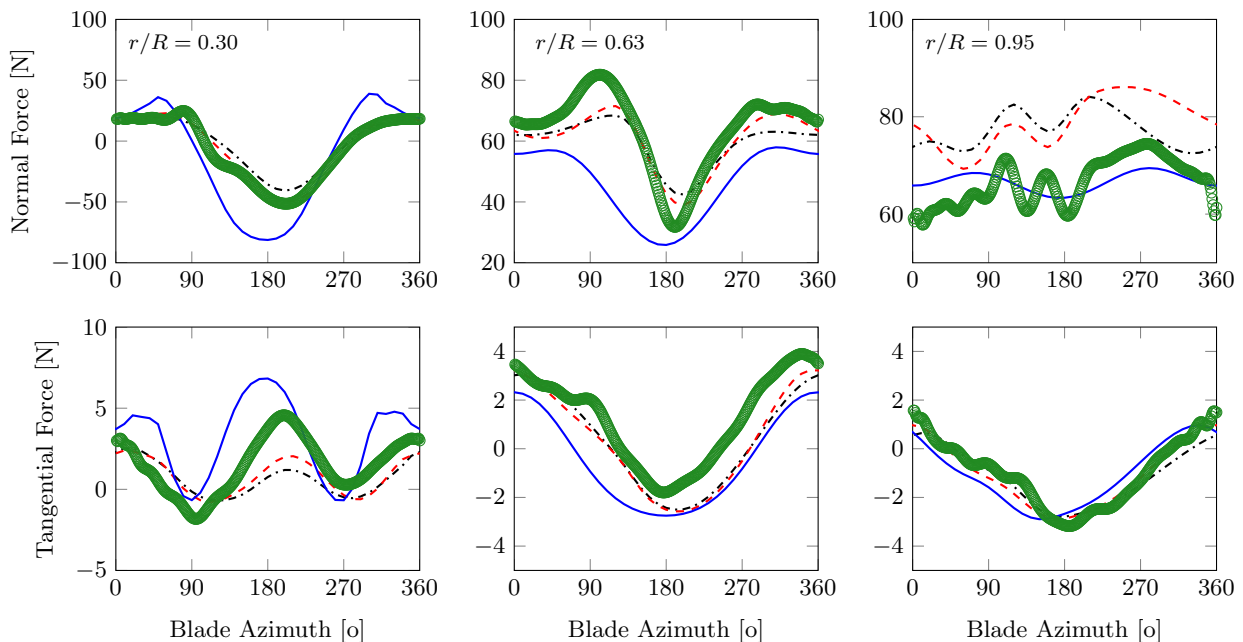 Normal Force [N]
r/R = 0.30
100
50
0
−50
−100
0 90 180 270 360
r/R = 0.63
100
80
60
40
20
0 90 180 270 360
r/R = 0.95
100
80
60
0 90 180 270 360
Tangential Force [N]
10
5
0
−5
0 90 180 270 360
Blade Azimuth [o]
4
2
0
−2
−4
0 90 180 270 360
Blade Azimuth [o]
4
2
0
−2
−4
0 90 180 270 360
Blade Azimuth [o]